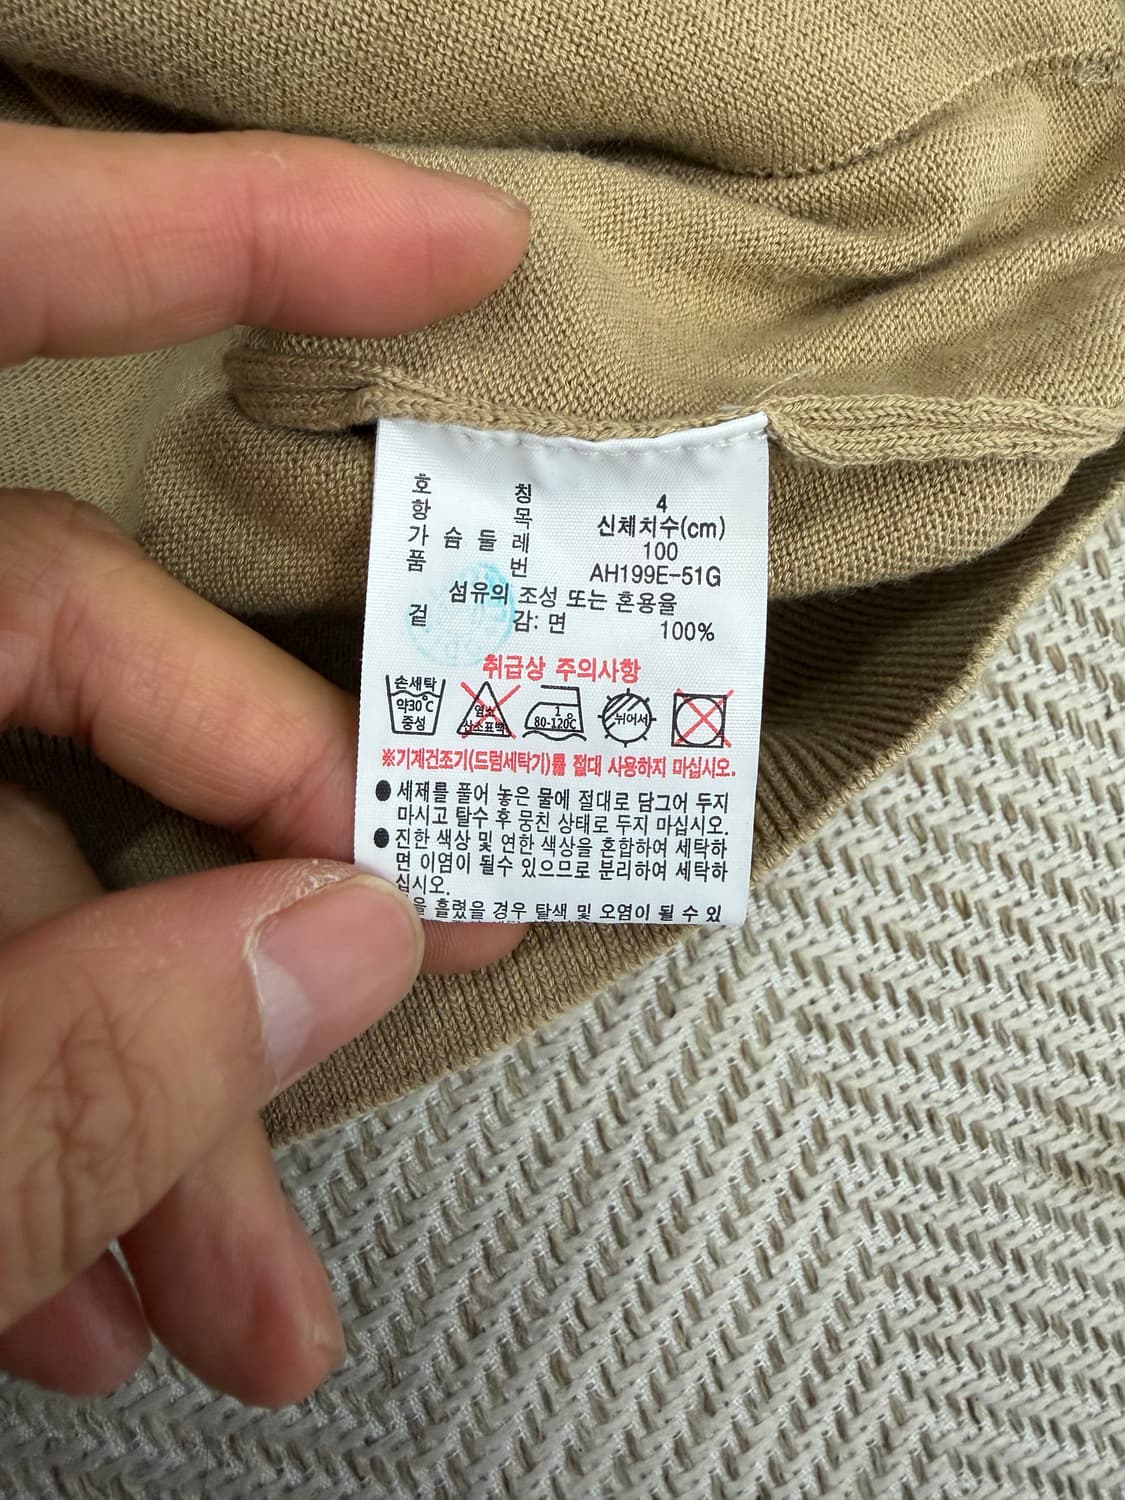 호 칭 4
항 목 신체치수(cm)
가 슴 둘 레 100
품 번 AH199E-51G
섬유의 조성 또는 혼용율
겉 감: 면 100%
취급상 주의사항
손세탁
약30℃
중성
염소
산소표백
1
80-120℃
뉘어서
※기계건조기(드럼세탁기)를 절대 사용하지 마십시오.
● 세제를 풀어 놓은 물에 절대로 담그어 두지
마시고 탈수 후 뭉친 상태로 두지 마십시오.
● 진한 색상 및 연한 색상을 혼합하여 세탁하
면 이염이 될수 있으므로 분리하여 세탁하
십시오.
을 흘렸을 경우 탈색 및 오염이 될 수 있